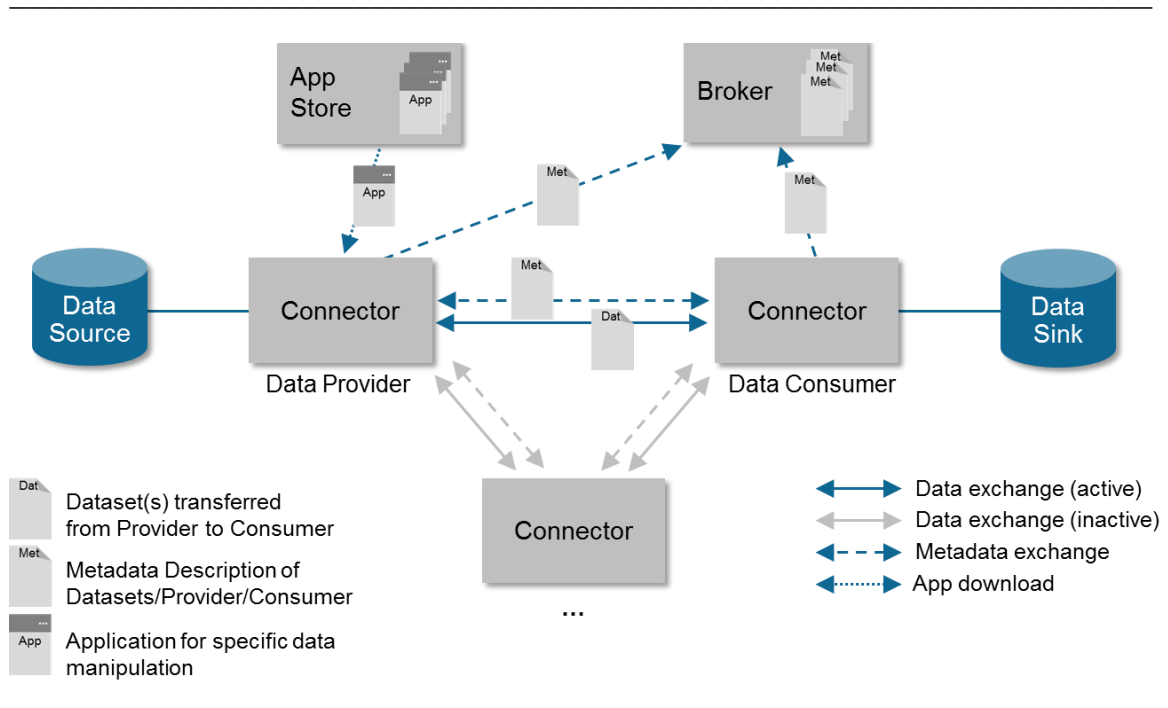 App
Store
App
Broker
Met
Met
Met
App
Met
Met
Data
Source
Connector
Met
Dat
Connector
Data
Sink
Data Provider
Data Consumer
Connector
...
Dat
Dataset(s) transferred
from Provider to Consumer
Met
Metadata Description of
Datasets/Provider/Consumer
App
Application for specific data
manipulation
Data exchange (active)
Data exchange (inactive)
Metadata exchange
App download